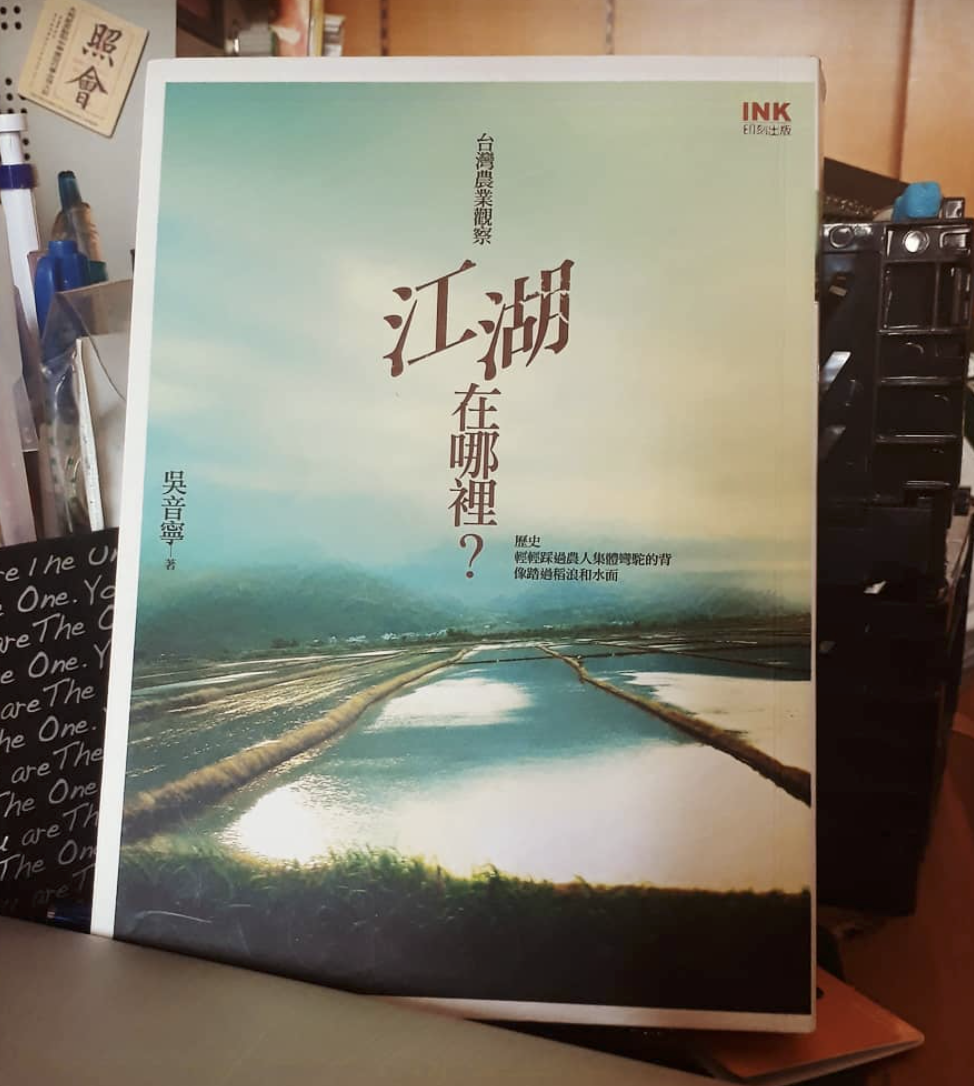 照會
INK
印刻出版
台灣農業觀察
江湖
在哪裡？
吳音寧—著
歷史
輕輕踩過農人集體彎駝的背
像踏過稻浪和水面
are The
One. Yo
are The O
e One. Y
are The
he One.
are The
The One
u are Th
The One
are T